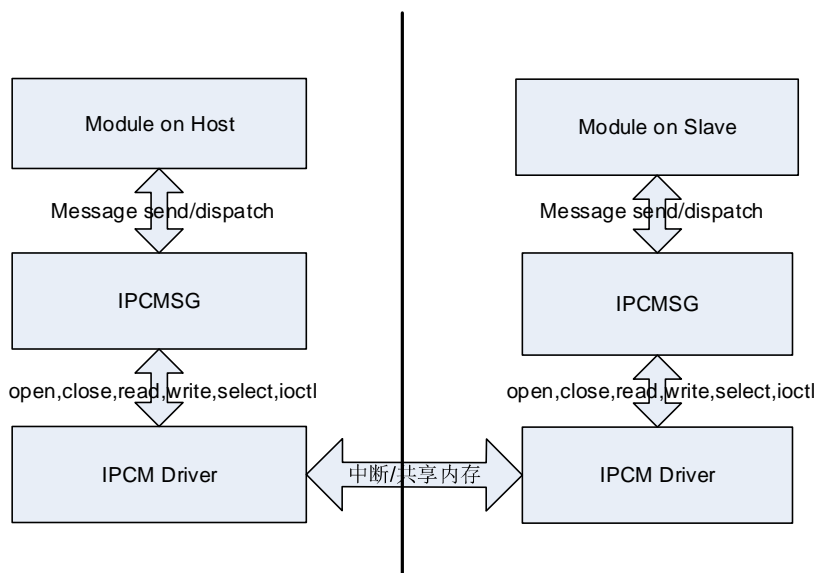 Module on Host
Message send/dispatch
IPCMSG
open,close,read,write,select,ioctl
IPCM Driver
中断/共享内存
Module on Slave
Message send/dispatch
IPCMSG
open,close,read,write,select,ioctl
IPCM Driver